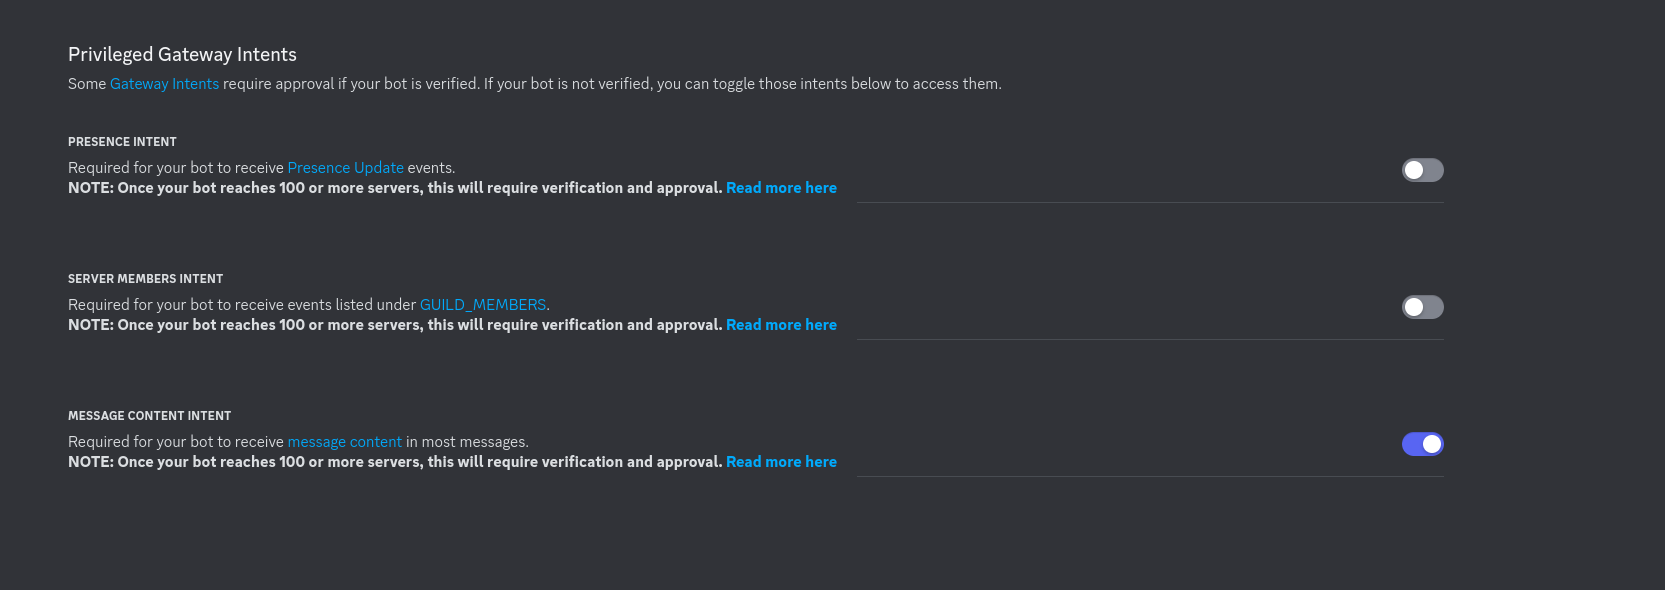 Privileged Gateway Intents
Some Gateway Intents require approval if your bot is verified. If your bot is not verified, you can toggle those intents below to access them.
PRESENCE INTENT
Required for your bot to receive Presence Update events.
NOTE: Once your bot reaches 100 or more servers, this will require verification and approval. Read more here
SERVER MEMBERS INTENT
Required for your bot to receive events listed under GUILD_MEMBERS.
NOTE: Once your bot reaches 100 or more servers, this will require verification and approval. Read more here
MESSAGE CONTENT INTENT
Required for your bot to receive message content in most messages.
NOTE: Once your bot reaches 100 or more servers, this will require verification and approval. Read more here